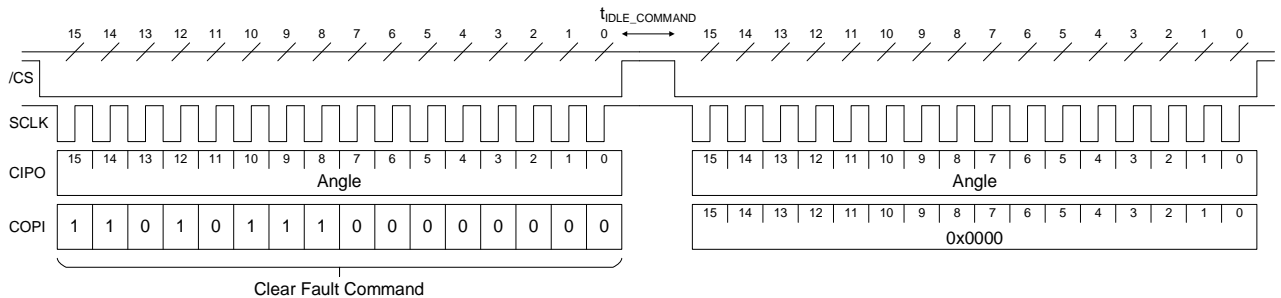 tIDLE_COMMAND
15 14 13 12 11 10 9 8 7 6 5 4 3 2 1 0 15 14 13 12 11 10 9 8 7 6 5 4 3 2 1 0
/CS
SCLK
15 14 13 12 11 10 9 8 7 6 5 4 3 2 1 0 15 14 13 12 11 10 9 8 7 6 5 4 3 2 1 0
CIPO
Angle Angle
COPI 1 1 0 1 0 1 1 1 0 0 0 0 0 0 0 0 15 14 13 12 11 10 9 8 7 6 5 4 3 2 1 0
0x0000
Clear Fault Command